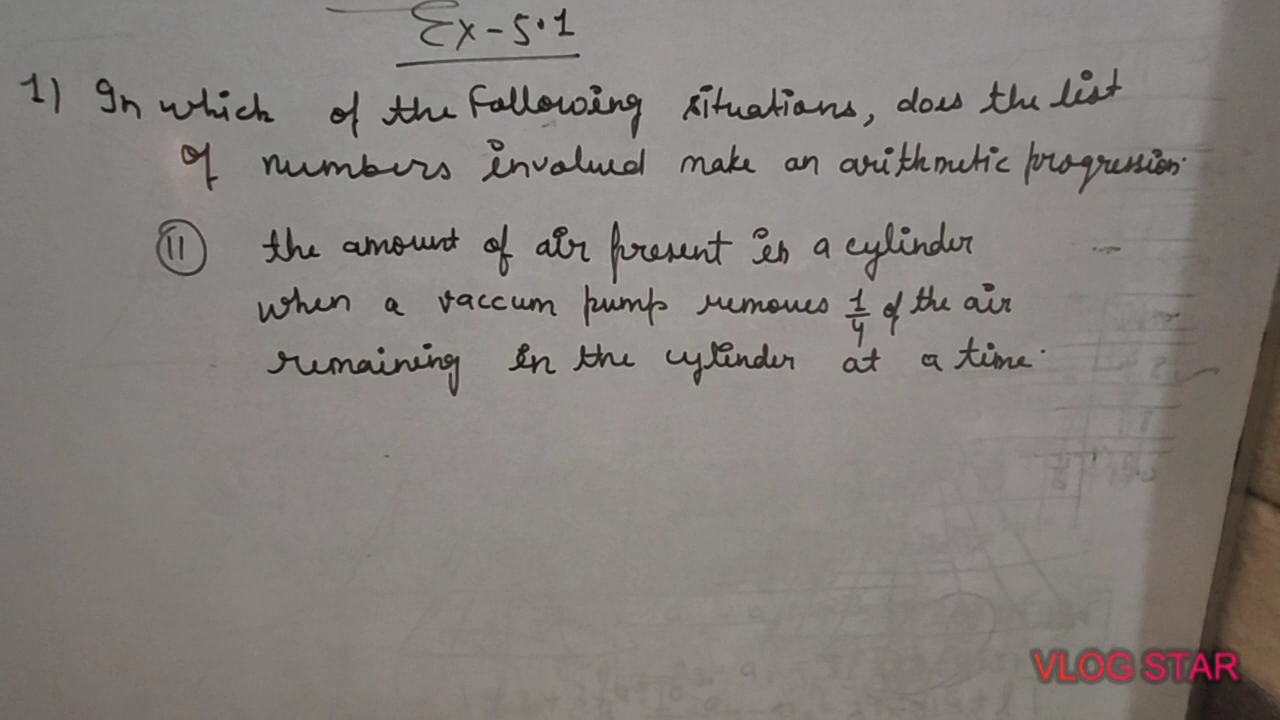 Ex-5.1
1) In which of the following situations, does the list
of numbers involued make an arithmetic progression.
(11) the amount of air present in a cylinder
when a vaccum pump removes 1/4 of the air
remaining in the cylinder at a time.
VLOG STAR